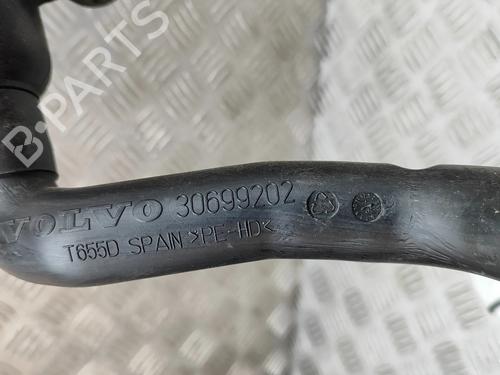 B-PARTS
VOLVO 30699202
T655D SPAIN >PE-HD<